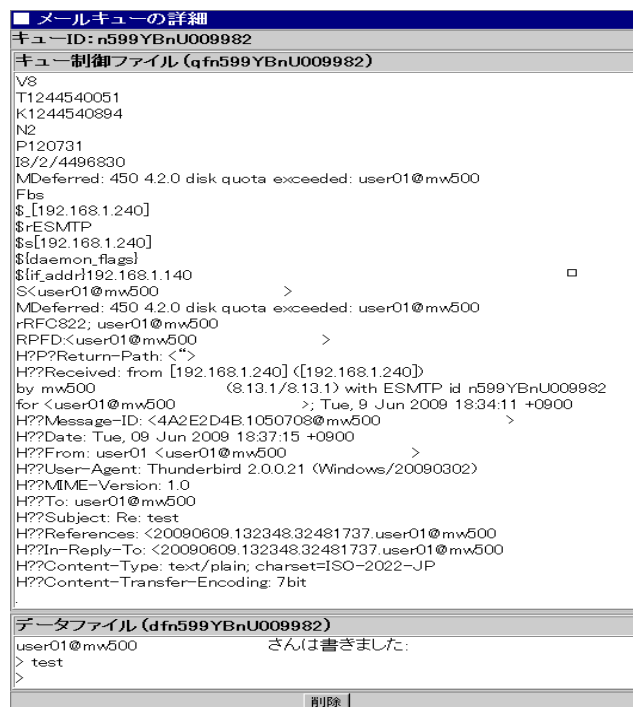 ■ メールキューの詳細
キューID:n599YBnU009982
キュー制御ファイル(qfn599YBnU009982)
V8
T1244540051
K1244540894
N2
P120731
I8/2/4496830
MDeferred: 450 4.2.0 disk quota exceeded: user01@mw500
Fbs
$_[192.168.1.240]
$rESMTP
$s[192.168.1.240]
${daemon_flags}
${if_addr}192.168.1.140
S<user01@mw500 >
MDeferred: 450 4.2.0 disk quota exceeded: user01@mw500
rRFC822; user01@mw500
RPFD:<user01@mw500 >
H?P?Return-Path: <“>
H??Received: from [192.168.1.240] ([192.168.1.240])
by mw500 (8.13.1/8.13.1) with ESMTP id n599YBnU009982
for <user01@mw500 >; Tue, 9 Jun 2009 18:34:11 +0900
H??Message-ID: <4A2E2D4B.1050708@mw500 >
H??Date: Tue, 09 Jun 2009 18:37:15 +0900
H??From: user01 <user01@mw500 >
H??User-Agent: Thunderbird 2.0.0.21 (Windows/20090302)
H??MIME-Version: 1.0
H??To: user01@mw500
H??Subject: Re: test
H??References: <20090609.132348.32481737.user01@mw500
H??In-Reply-To: <20090609.132348.32481737.user01@mw500
H??Content-Type: text/plain; charset=ISO-2022-JP
H??Content-Transfer-Encoding: 7bit
.
データファイル(dfn599YBnU009982)
user01@mw500 さんは書きました:
> test
>
削除